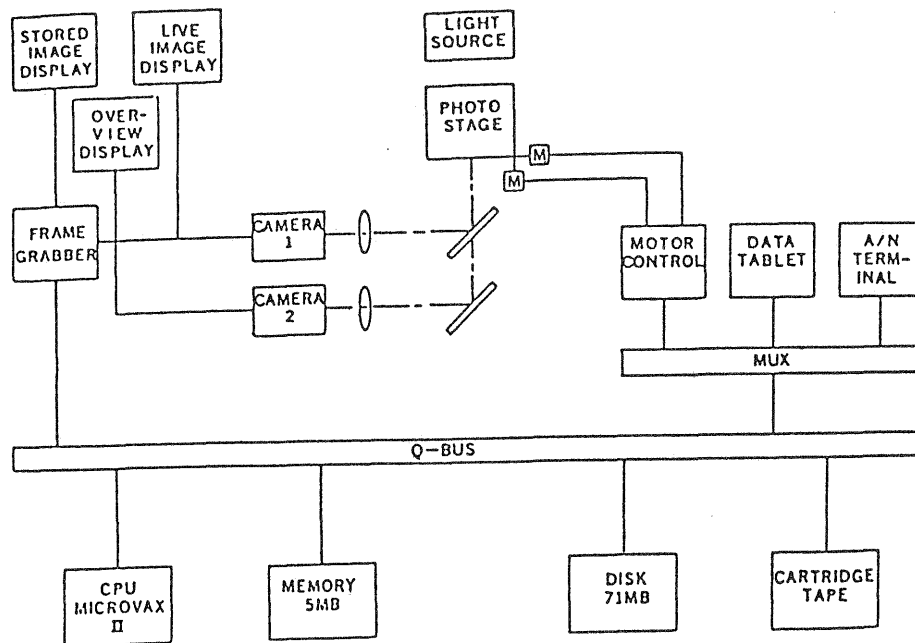 STORED
IMAGE
DISPLAY
LIVE
IMAGE
DISPLAY
LIGHT
SOURCE
OVER-
VIEW
DISPLAY
PHOTO
STAGE
M
M
FRAME
GRABBER
CAMERA
1
CAMERA
2
MOTOR
CONTROL
DATA
TABLET
A/N
TERM-
INAL
MUX
Q-BUS
CPU
MICROVAX
II
MEMORY
5MB
DISK
71MB
CARTRIDGE
TAPE